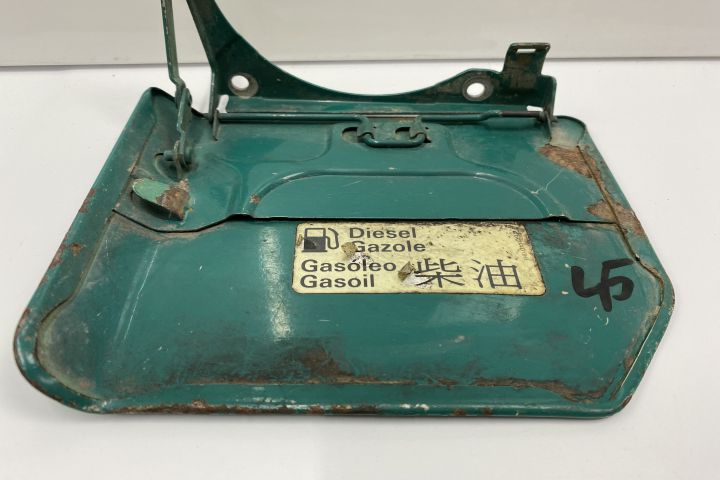 Diesel
Gazole
Gasoleo 柴油
Gasoil
45